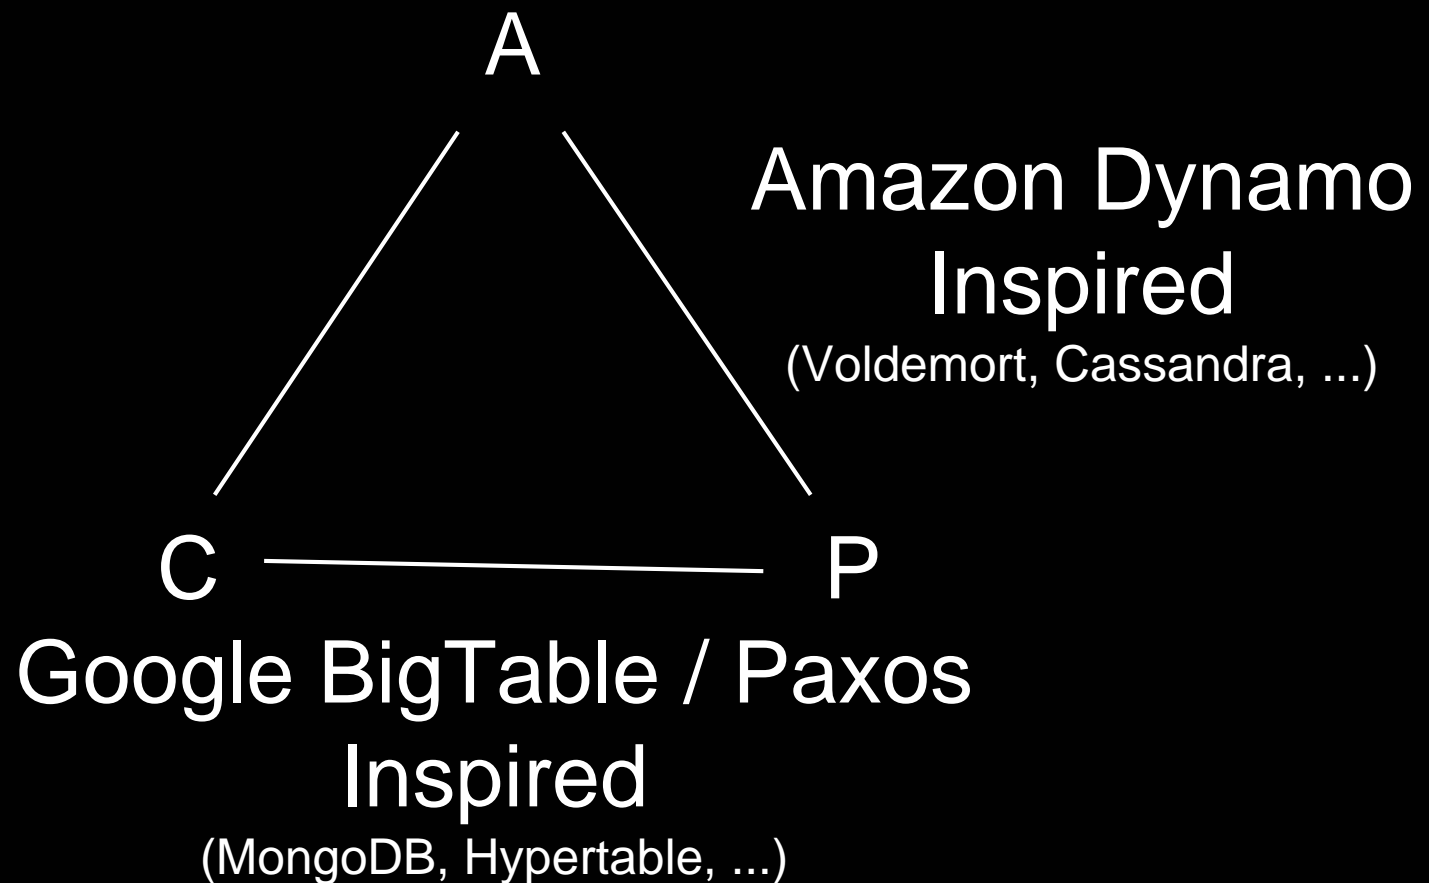 A
Amazon Dynamo
Inspired
(Voldemort, Cassandra, ...)
C
P
Google BigTable / Paxos
Inspired
(MongoDB, Hypertable, ...)